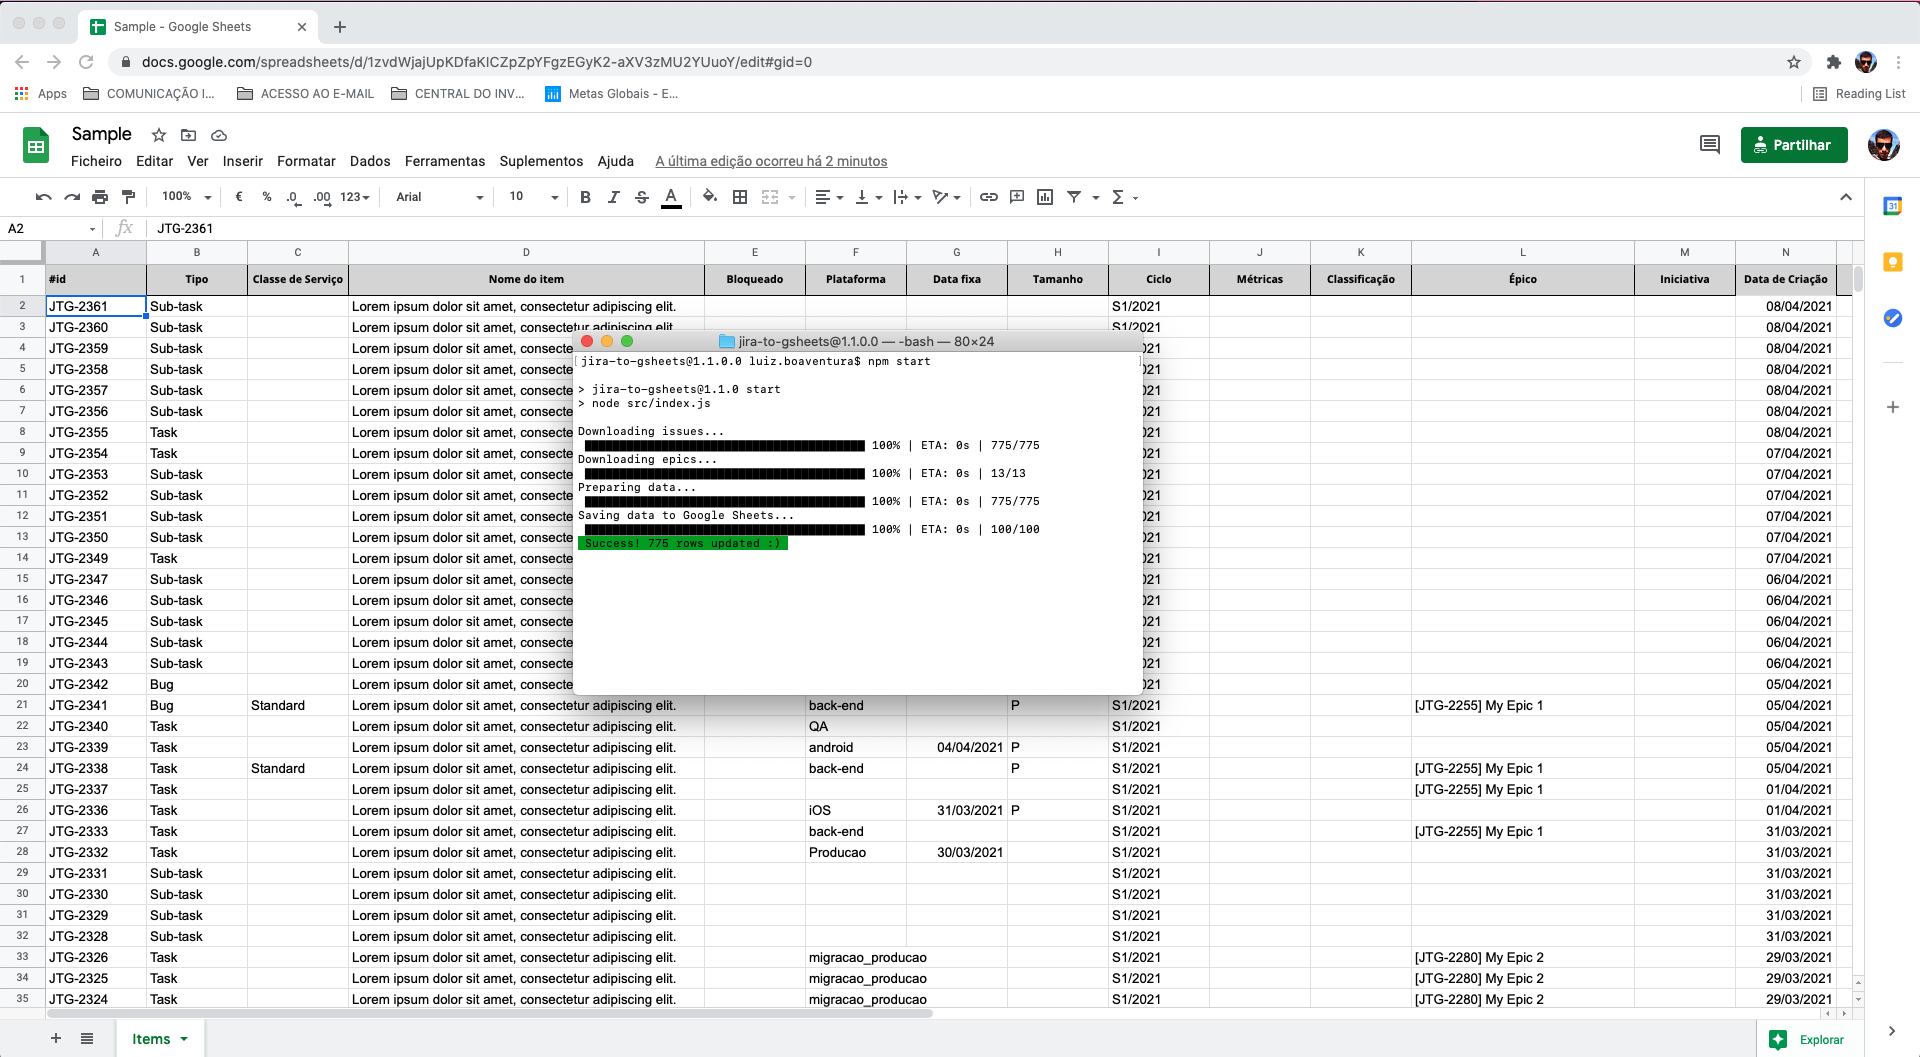 Sample - Google Sheets
docs.google.com/spreadsheets/d/1zvdWjajUpKDfaKlCZpZpYFgzEGyK2-aXV3zMU2YUuoY/edit#gid=0
Apps COMUNICAÇÃO I... ACESSO AO E-MAIL CENTRAL DO INV... Metas Globais - E... Reading List
Sample
Ficheiro Editar Ver Inserir Formatar Dados Ferramentas Suplementos Ajuda A última edição ocorreu há 2 minutos
Partilhar
100% € % .0 .00 123 Arial 10 B I S A Σ
31
A2 fx JTG-2361
A B C D E F G H I J K L M N
1 #id Tipo Classe de Serviço Nome do item Bloqueado Plataforma Data fixa Tamanho Ciclo Métricas Classificação Épico Iniciativa Data de Criação
2 JTG-2361 Sub-task Lorem ipsum dolor sit amet, consectetur adipiscing elit. S1/2021 08/04/2021
3 JTG-2360 Sub-task Lorem ipsum dolor sit amet, consectetur adipiscing elit. S1/2021 08/04/2021
4 JTG-2359 Sub-task Lorem ipsum dolor sit amet, consecte 021 08/04/2021
5 JTG-2358 Sub-task Lorem ipsum dolor sit amet, consecte 021 08/04/2021
6 JTG-2357 Sub-task Lorem ipsum dolor sit amet, consecte 021 08/04/2021
7 JTG-2356 Sub-task Lorem ipsum dolor sit amet, consecte 021 08/04/2021
8 JTG-2355 Task Lorem ipsum dolor sit amet, consecte 021 08/04/2021
9 JTG-2354 Task Lorem ipsum dolor sit amet, consecte 021 07/04/2021
10 JTG-2353 Sub-task Lorem ipsum dolor sit amet, consecte 021 07/04/2021
11 JTG-2352 Sub-task Lorem ipsum dolor sit amet, consecte 021 07/04/2021
12 JTG-2351 Sub-task Lorem ipsum dolor sit amet, consecte 021 07/04/2021
13 JTG-2350 Sub-task Lorem ipsum dolor sit amet, consecte 021 07/04/2021
14 JTG-2349 Task Lorem ipsum dolor sit amet, consecte 021 07/04/2021
15 JTG-2347 Sub-task Lorem ipsum dolor sit amet, consecte 021 06/04/2021
16 JTG-2346 Sub-task Lorem ipsum dolor sit amet, consecte 021 06/04/2021
17 JTG-2345 Sub-task Lorem ipsum dolor sit amet, consecte 021 06/04/2021
18 JTG-2344 Sub-task Lorem ipsum dolor sit amet, consecte 021 06/04/2021
19 JTG-2343 Sub-task Lorem ipsum dolor sit amet, consecte 021 06/04/2021
20 JTG-2342 Bug Lorem ipsum dolor sit amet, consecte 021 05/04/2021
21 JTG-2341 Bug Standard Lorem ipsum dolor sit amet, consectetur adipiscing elit. back-end P S1/2021 [JTG-2255] My Epic 1 05/04/2021
22 JTG-2340 Task Lorem ipsum dolor sit amet, consectetur adipiscing elit. QA S1/2021 05/04/2021
23 JTG-2339 Task Lorem ipsum dolor sit amet, consectetur adipiscing elit. android 04/04/2021 P S1/2021 05/04/2021
24 JTG-2338 Task Standard Lorem ipsum dolor sit amet, consectetur adipiscing elit. back-end P S1/2021 [JTG-2255] My Epic 1 05/04/2021
25 JTG-2337 Task Lorem ipsum dolor sit amet, consectetur adipiscing elit. S1/2021 [JTG-2255] My Epic 1 01/04/2021
26 JTG-2336 Task Lorem ipsum dolor sit amet, consectetur adipiscing elit. iOS 31/03/2021 P S1/2021 01/04/2021
27 JTG-2333 Task Lorem ipsum dolor sit amet, consectetur adipiscing elit. back-end S1/2021 [JTG-2255] My Epic 1 31/03/2021
28 JTG-2332 Task Lorem ipsum dolor sit amet, consectetur adipiscing elit. Producao 30/03/2021 S1/2021 31/03/2021
29 JTG-2331 Sub-task Lorem ipsum dolor sit amet, consectetur adipiscing elit. S1/2021 31/03/2021
30 JTG-2330 Sub-task Lorem ipsum dolor sit amet, consectetur adipiscing elit. S1/2021 31/03/2021
31 JTG-2329 Sub-task Lorem ipsum dolor sit amet, consectetur adipiscing elit. S1/2021 31/03/2021
32 JTG-2328 Sub-task Lorem ipsum dolor sit amet, consectetur adipiscing elit. S1/2021 31/03/2021
33 JTG-2326 Task Lorem ipsum dolor sit amet, consectetur adipiscing elit. migracao_producao S1/2021 [JTG-2280] My Epic 2 29/03/2021
34 JTG-2325 Task Lorem ipsum dolor sit amet, consectetur adipiscing elit. migracao_producao S1/2021 [JTG-2280] My Epic 2 29/03/2021
35 JTG-2324 Task Lorem ipsum dolor sit amet, consectetur adipiscing elit. migracao_producao S1/2021 [JTG-2280] My Epic 2 29/03/2021
jira-to-gsheets@1.1.0.0 — -bash — 80×24
[jira-to-gsheets@1.1.0.0 luiz.boaventura$ npm start ]
> jira-to-gsheets@1.1.0 start
> node src/index.js
Downloading issues...
100% | ETA: 0s | 775/775
Downloading epics...
100% | ETA: 0s | 13/13
Preparing data...
100% | ETA: 0s | 775/775
Saving data to Google Sheets...
100% | ETA: 0s | 100/100
Success! 775 rows updated :)
Items
Explorar